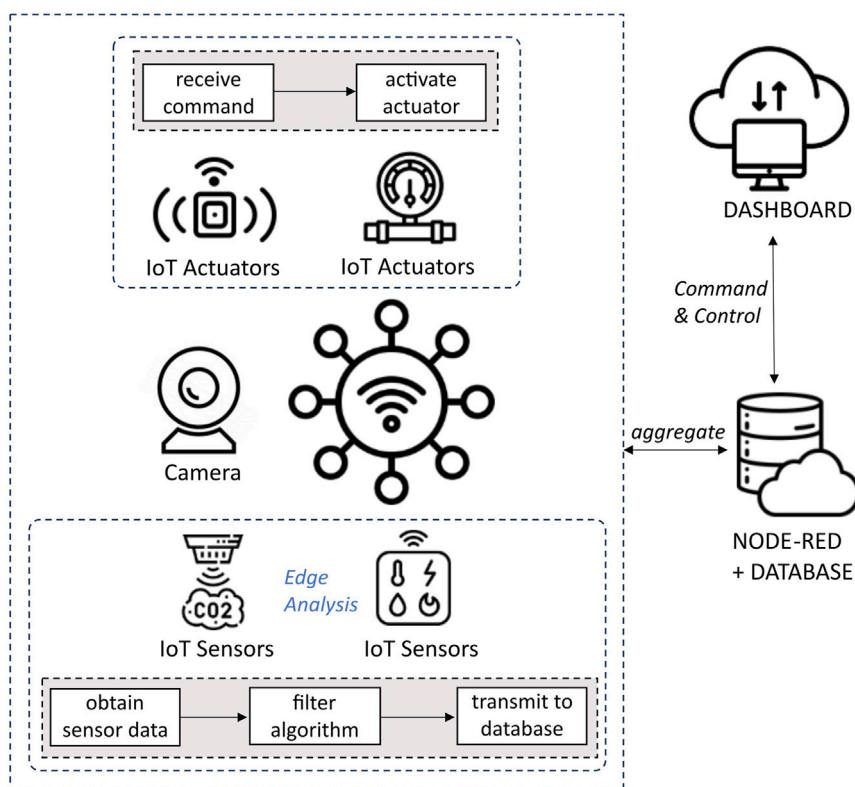 receive
command
activate
actuator
IoT Actuators
IoT Actuators
DASHBOARD
Command
& Control
Camera
aggregate
NODE-RED
+ DATABASE
CO2
Edge
Analysis
IoT Sensors
IoT Sensors
obtain
sensor data
filter
algorithm
transmit to
database